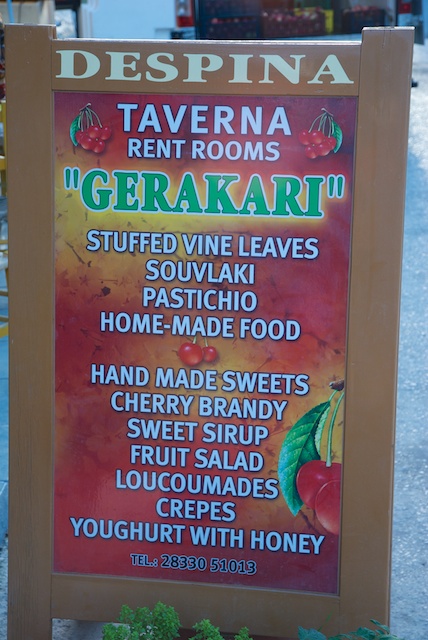 DESPINA
TAVERNA
RENT ROOMS
"GERAKARI"
STUFFED VINE LEAVES
SOUVLAKI
PASTICHIO
HOME-MADE FOOD
HAND MADE SWEETS
CHERRY BRANDY
SWEET SIRUP
FRUIT SALAD
LOUCOUMADES
CREPES
YOUGHURT WITH HONEY
TEL.: 28330 51013